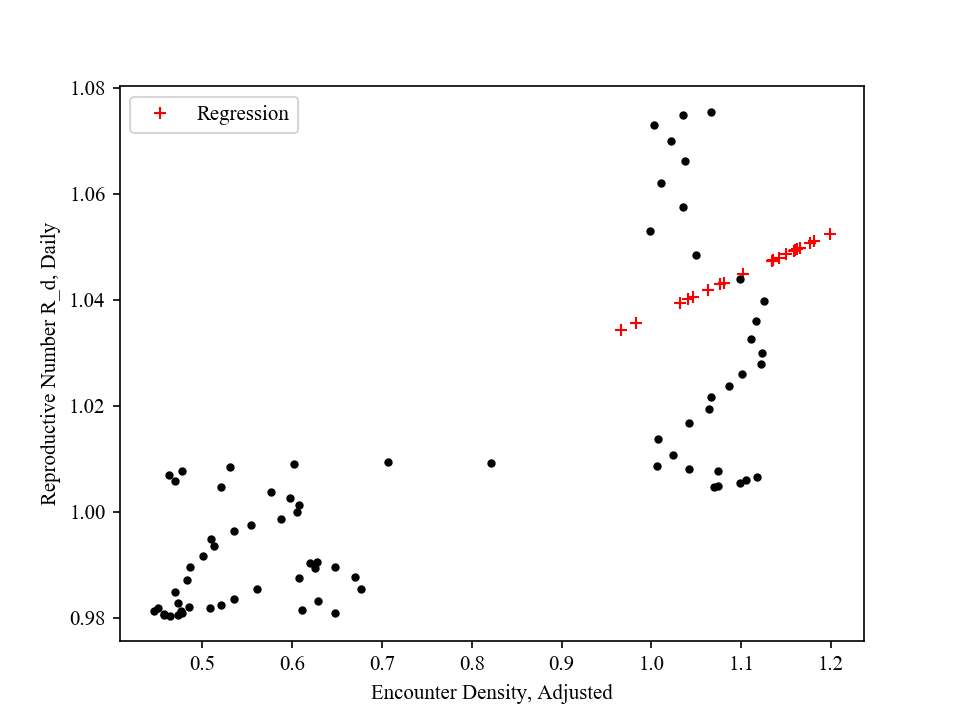 Regression
Reproductive Number R_d, Daily
1.08
1.06
1.04
1.02
1.00
0.98
0.5 0.6 0.7 0.8 0.9 1.0 1.1 1.2
Encounter Density, Adjusted